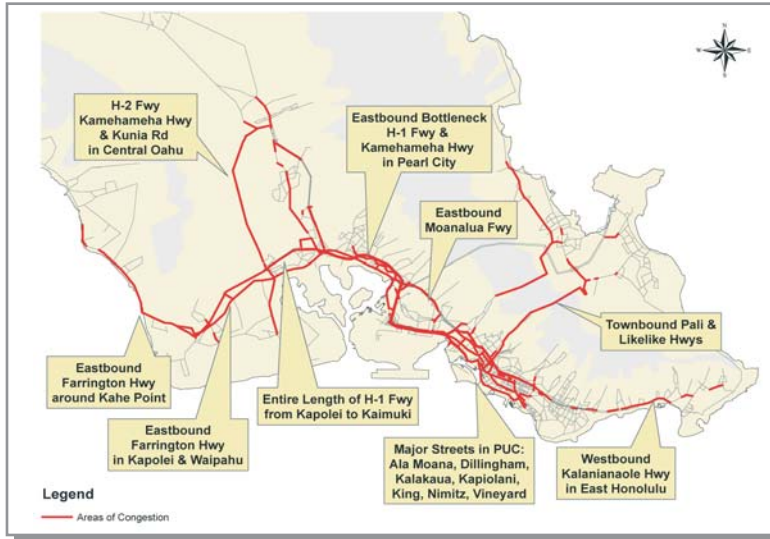 N
W
E
S
H-2 Fwy
Kamehameha Hwy
& Kunia Rd
in Central Oahu
Eastbound Bottleneck
H-1 Fwy &
Kamehameha Hwy
in Pearl City
Eastbound
Moanalua Fwy
Townbound Pali &
Likelike Hwys
Eastbound
Farrington Hwy
around Kahe Point
Eastbound
Farrington Hwy
in Kapolei & Waipahu
Entire Length of H-1 Fwy
from Kapolei to Kaimuki
Major Streets in PUC:
Ala Moana, Dillingham,
Kalakaua, Kapiolani,
King, Nimitz, Vineyard
Westbound
Kalanianaole Hwy
in East Honolulu
Legend
Areas of Congestion